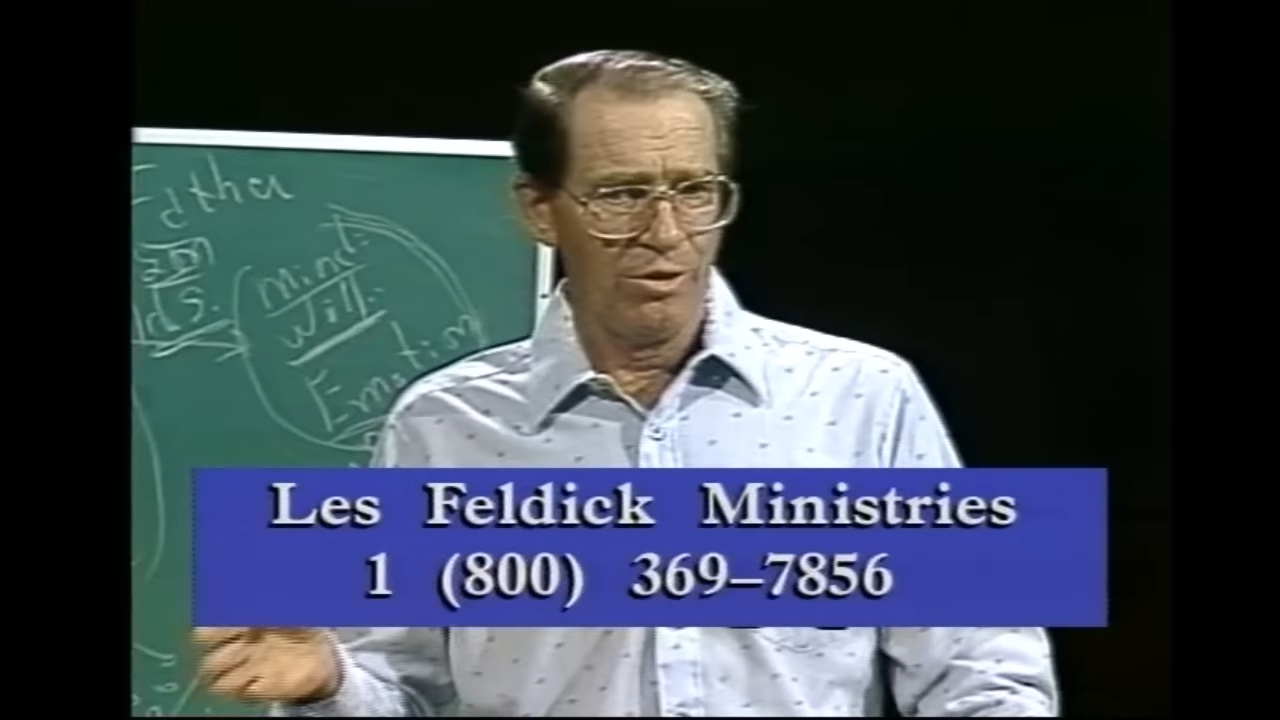 Father
Mind.
Will.
Emotion
Les Feldick Ministries
1 (800) 369–7856